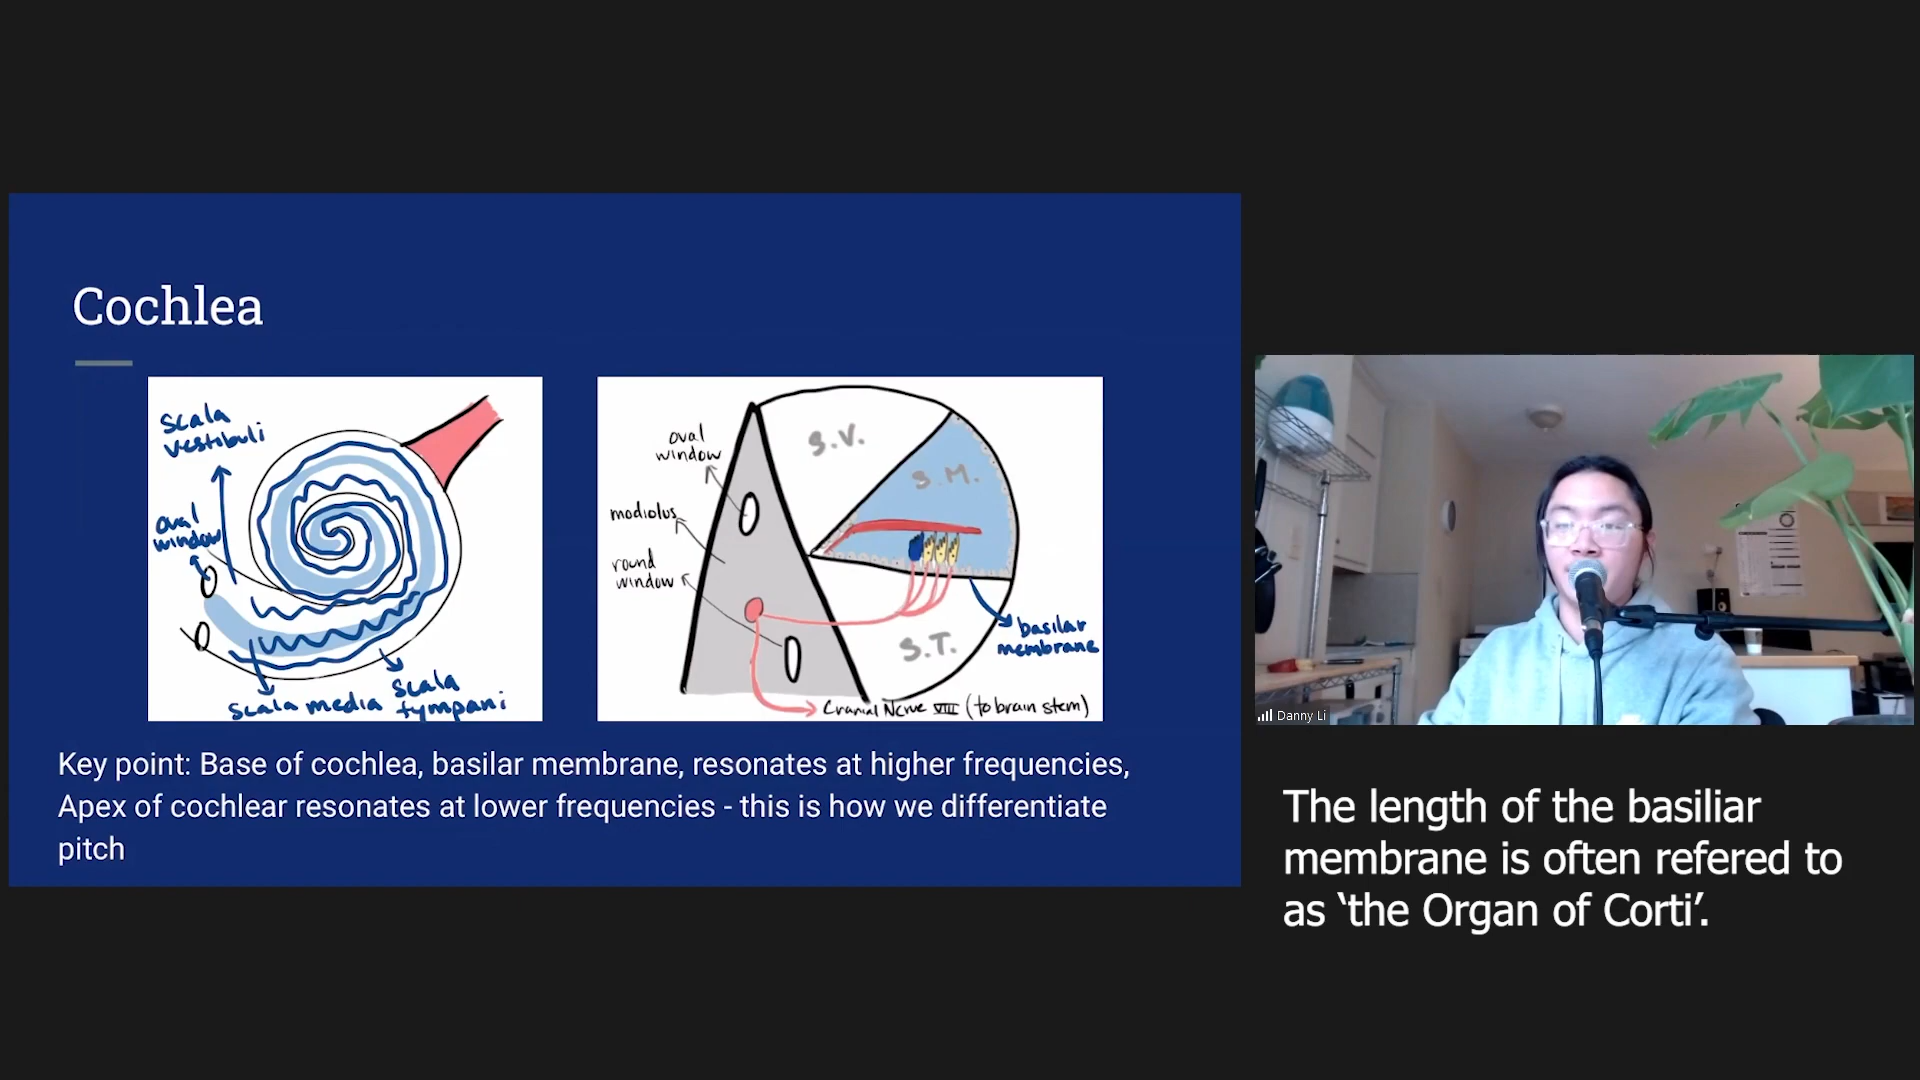 Cochlea
scala
vestibuli
oval
window
scala media
scala
tympani
oval
window
modiolus
round
window
S.V.
S.M.
S.T.
basilar
membrane
Cranial Nerve VIII (to brain stem)
Key point: Base of cochlea, basilar membrane, resonates at higher frequencies,
Apex of cochlear resonates at lower frequencies - this is how we differentiate
pitch
Danny Li
The length of the basiliar
membrane is often refered to
as ‘the Organ of Corti’.